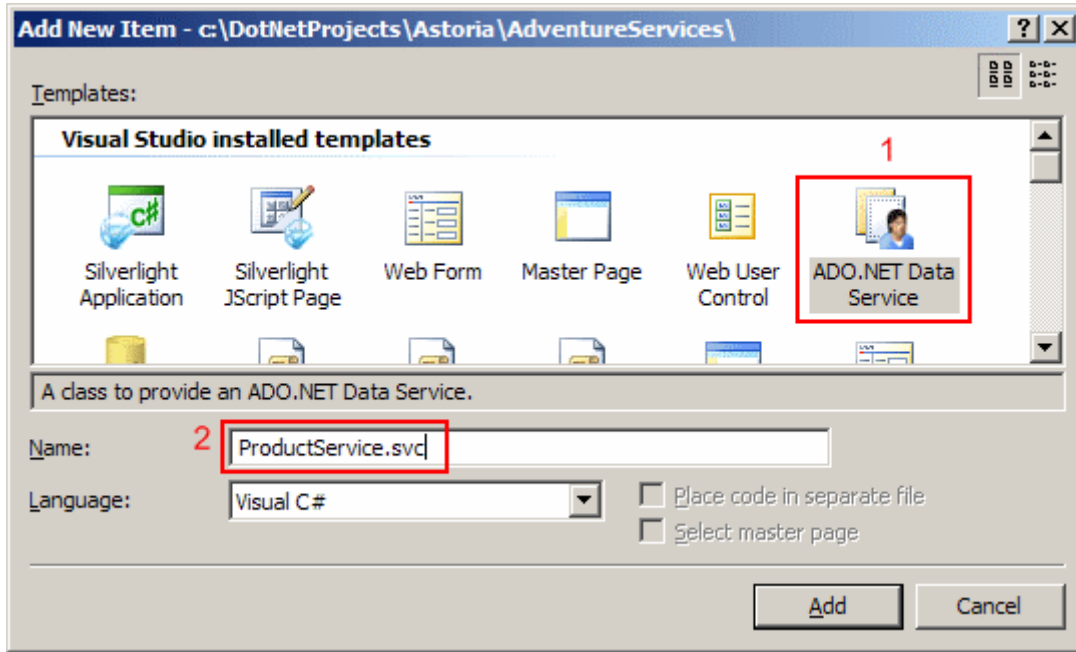 Add New Item - c:\DotNetProjects\Astoria\AdventureServices\
Templates:
Visual Studio installed templates
1
Silverlight Application
Silverlight JScript Page
Web Form
Master Page
Web User Control
ADO.NET Data Service
A class to provide an ADO.NET Data Service.
Name:
2
ProductService.svc
Language:
Visual C#
Place code in separate file
Select master page
Add
Cancel